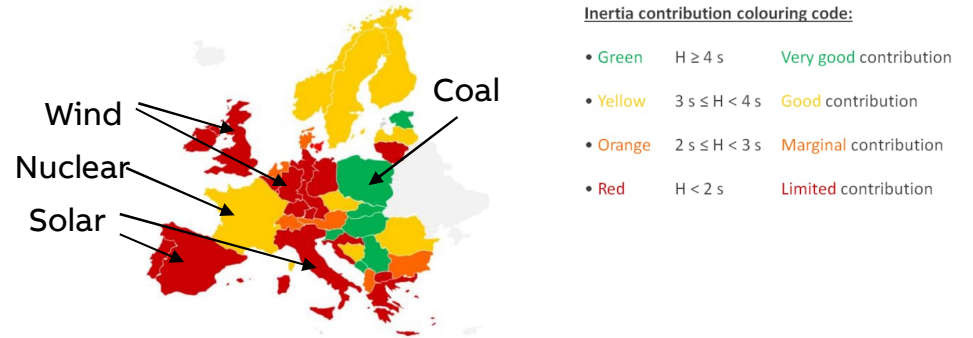 Wind
Nuclear
Solar
Coal
Inertia contribution colouring code:
• Green H ≥ 4 s Very good contribution
• Yellow 3 s ≤ H < 4 s Good contribution
• Orange 2 s ≤ H < 3 s Marginal contribution
• Red H < 2 s Limited contribution